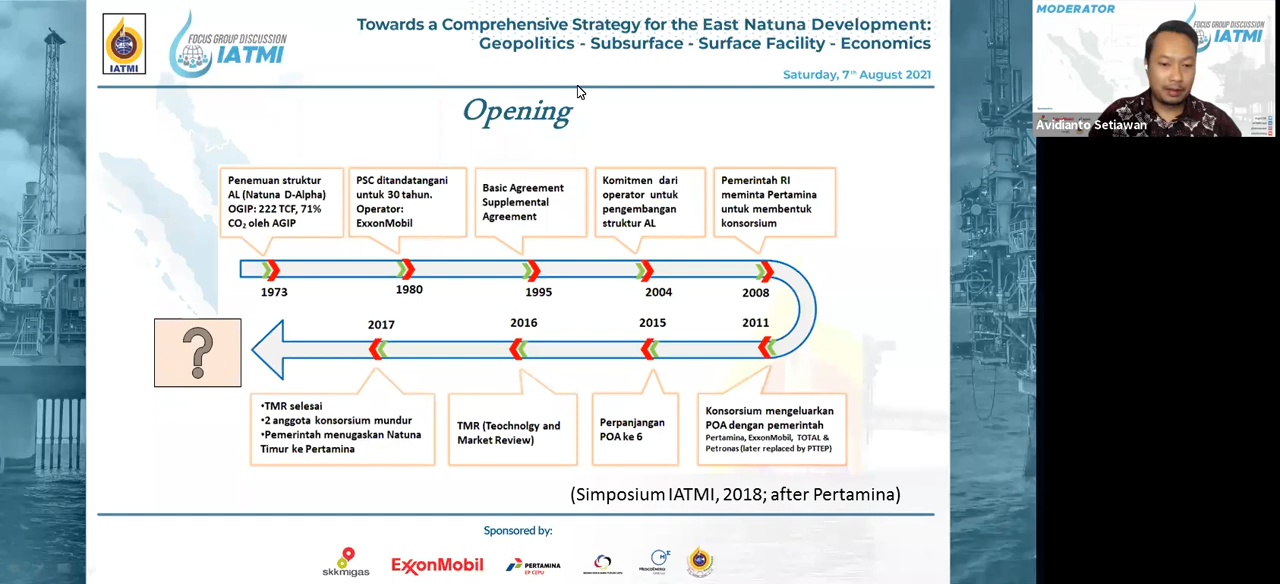 IATMI
FOCUS GROUP DISCUSSION
IATMI
Towards a Comprehensive Strategy for the East Natuna Development:
Geopolitics - Subsurface - Surface Facility - Economics
Saturday, 7th August 2021
MODERATOR
FOCUS GROUP DISCUSSION
IATMI
Avidianto Setiawan
Opening
Penemuan struktur
AL (Natuna D-Alpha)
OGIP: 222 TCF, 71%
CO₂ oleh AGIP
PSC ditandatangani
untuk 30 tahun.
Operator:
ExxonMobil
Basic Agreement
Supplemental
Agreement
Komitmen dari
operator untuk
pengembangan
struktur AL
Pemerintah RI
meminta Pertamina
untuk membentuk
konsorsium
1973
1980
1995
2004
2008
2017
2016
2015
2011
?
•TMR selesai
•2 anggota konsorsium mundur
•Pemerintah menugaskan Natuna
Timur ke Pertamina
TMR (Teochnolgy and
Market Review)
Perpanjangan
POA ke 6
Konsorsium mengeluarkan
POA dengan pemerintah
Pertamina, ExxonMobil, TOTAL &
Petronas (later replaced by PTTEP)
(Simposium IATMI, 2018; after Pertamina)
Sponsored by:
skkmigas
ExxonMobil
PERTAMINA
EP CEPU